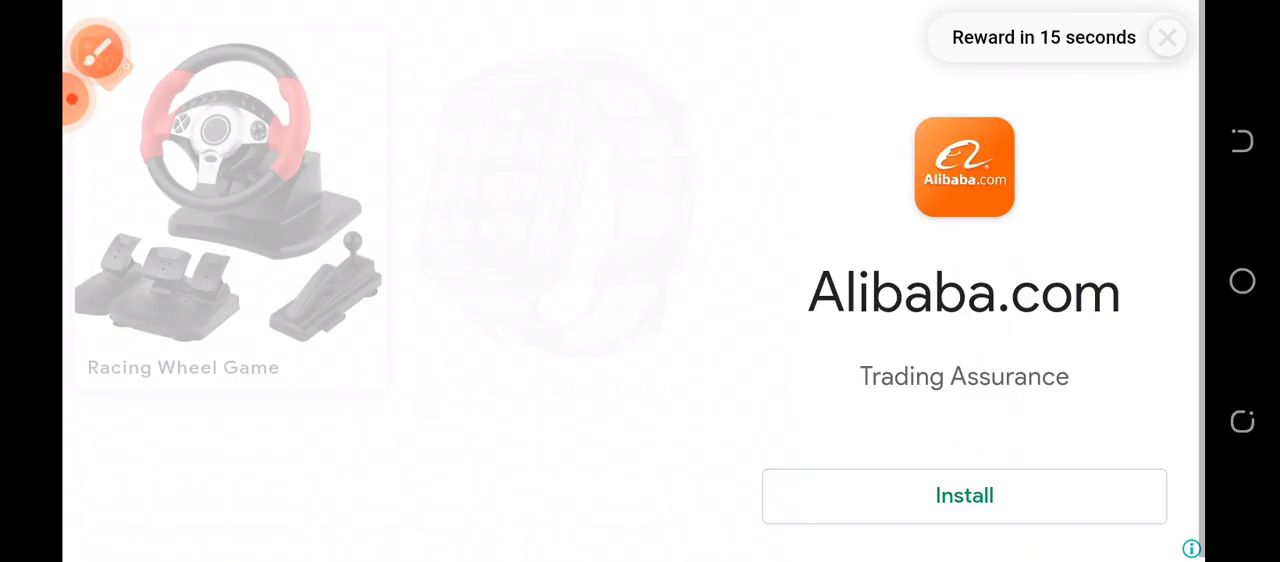 Reward in 15 seconds
Alibaba.com
Alibaba.com
Trading Assurance
Install
Racing Wheel Game